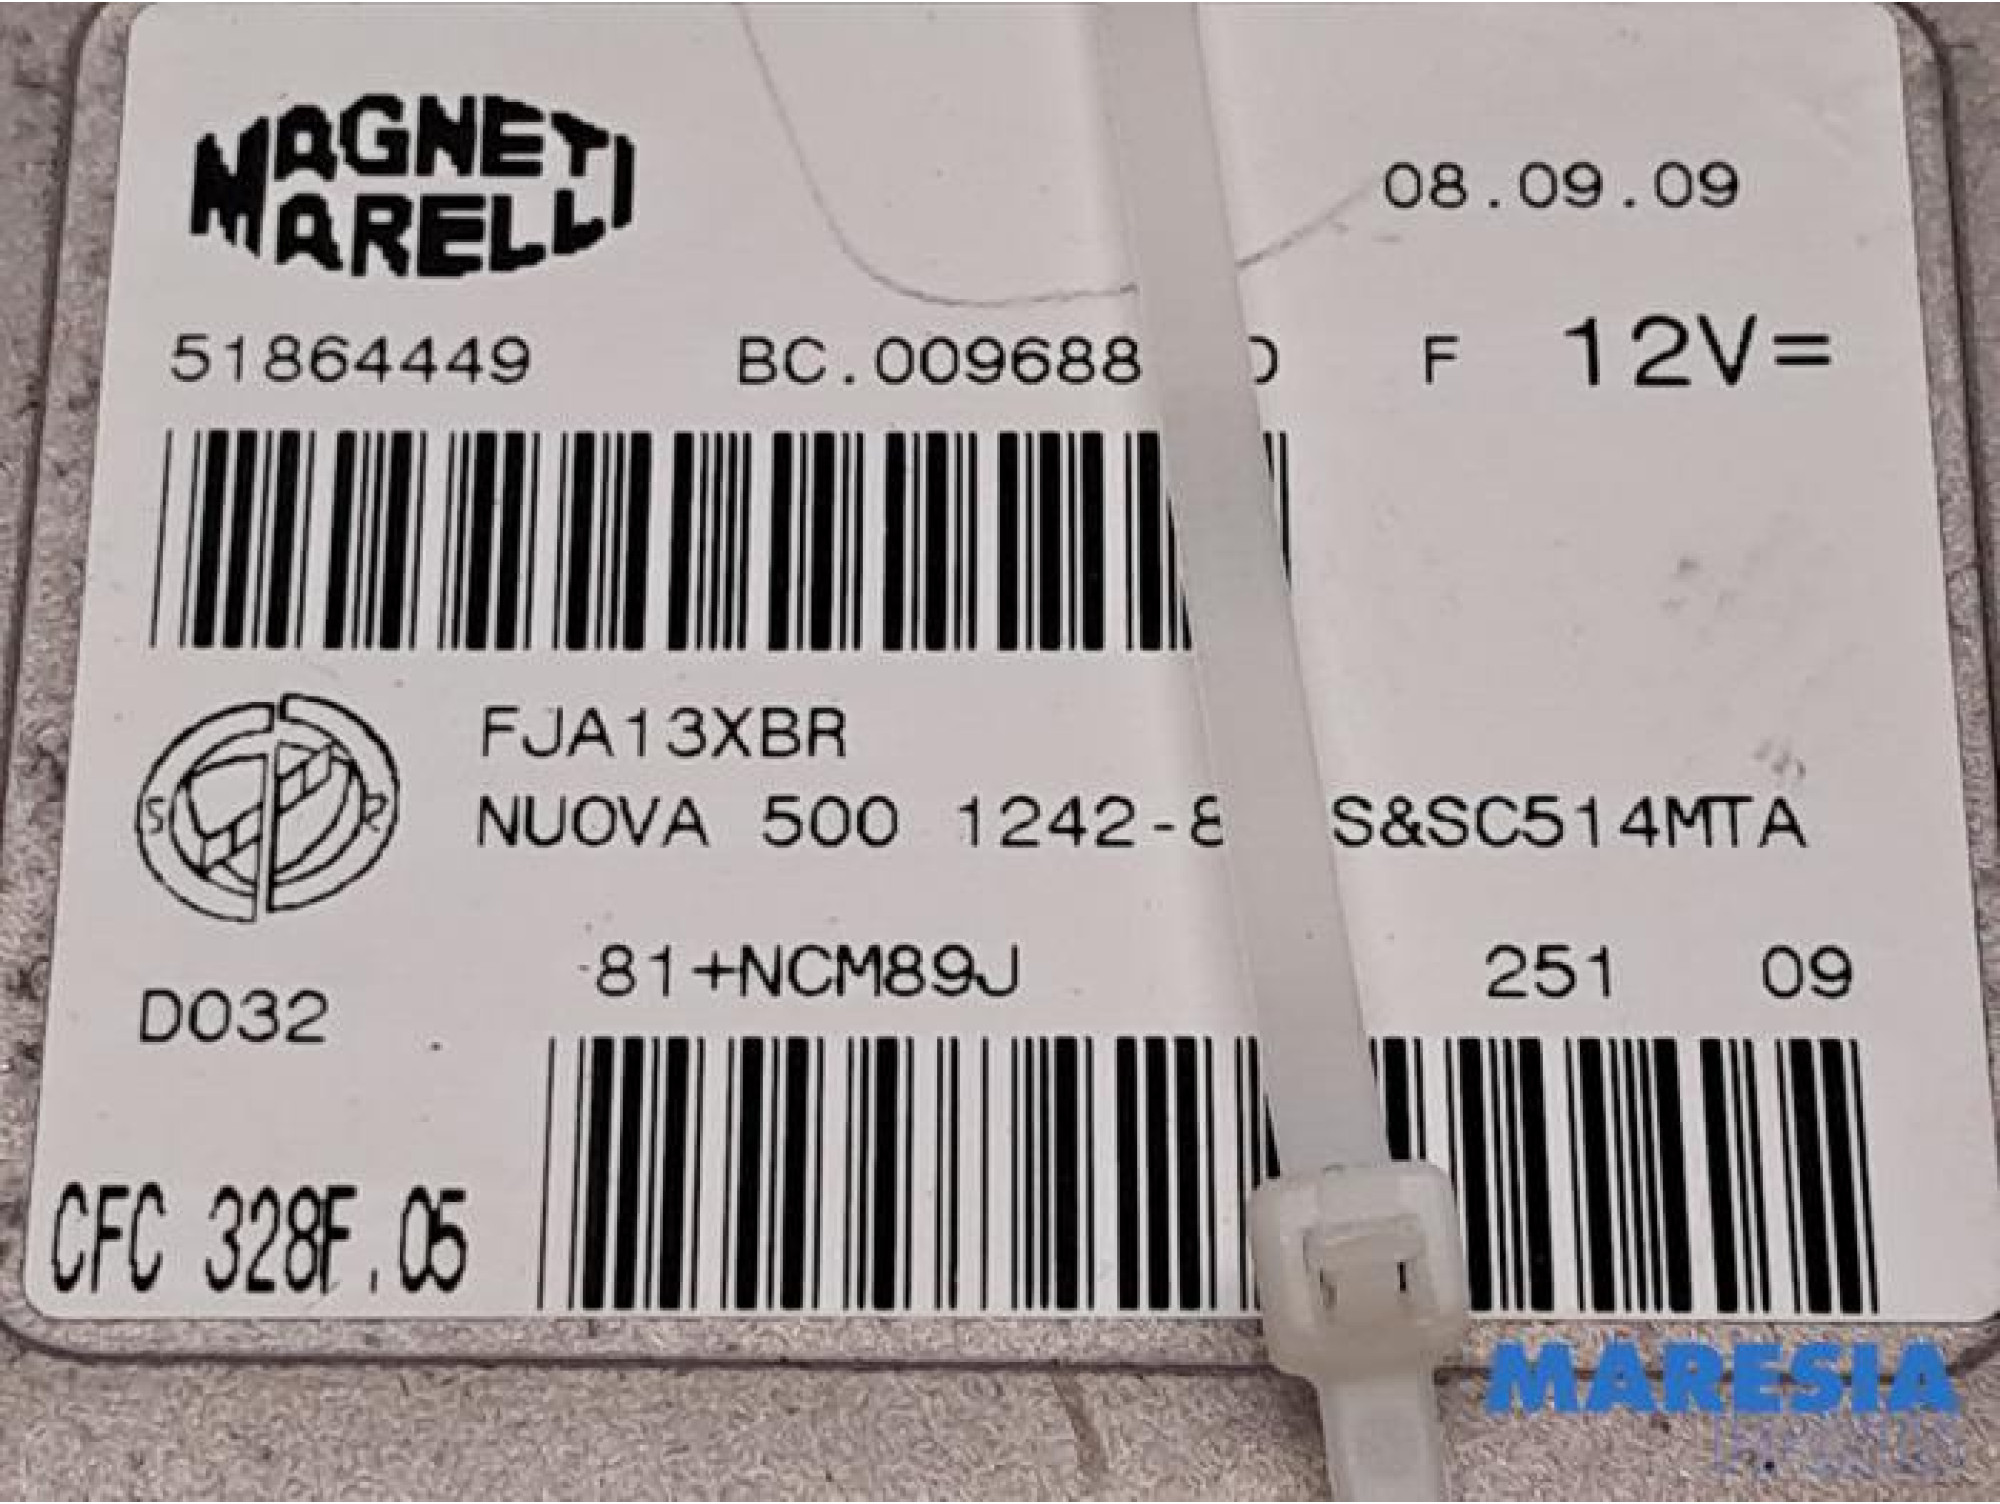 MAGNETI
MARELLI
08.09.09
51864449 BC.009688 F 12V=
FJA13XBR
S R
NUOVA 500 1242-8 S&SC514MTA
81+NCM89J 251 09
D032
CFC 328F.05
MARESIA